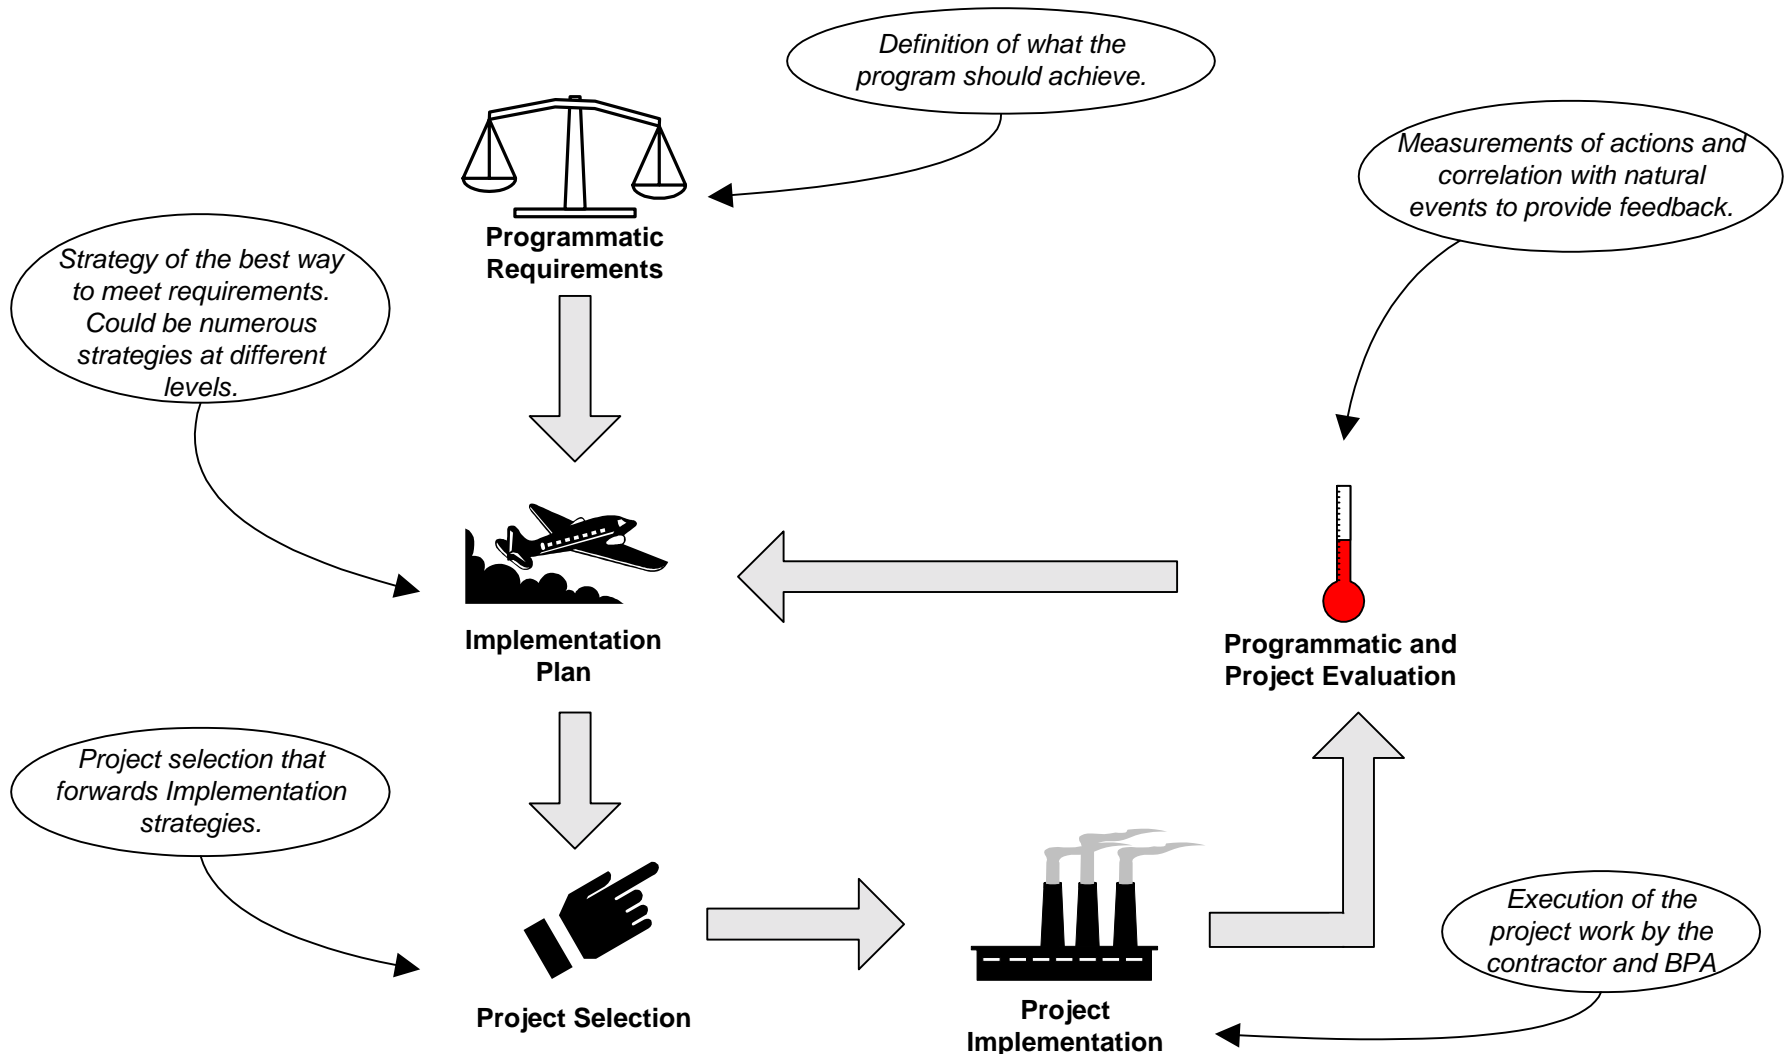 Definition of what the
program should achieve.
Measurements of actions and
correlation with natural
events to provide feedback.
Programmatic
Requirements
Strategy of the best way
to meet requirements.
Could be numerous
strategies at different
levels.
Implementation
Plan
Programmatic and
Project Evaluation
Project selection that
forwards Implementation
strategies.
Execution of the
project work by the
contractor and BPA
Project Selection
Project
Implementation